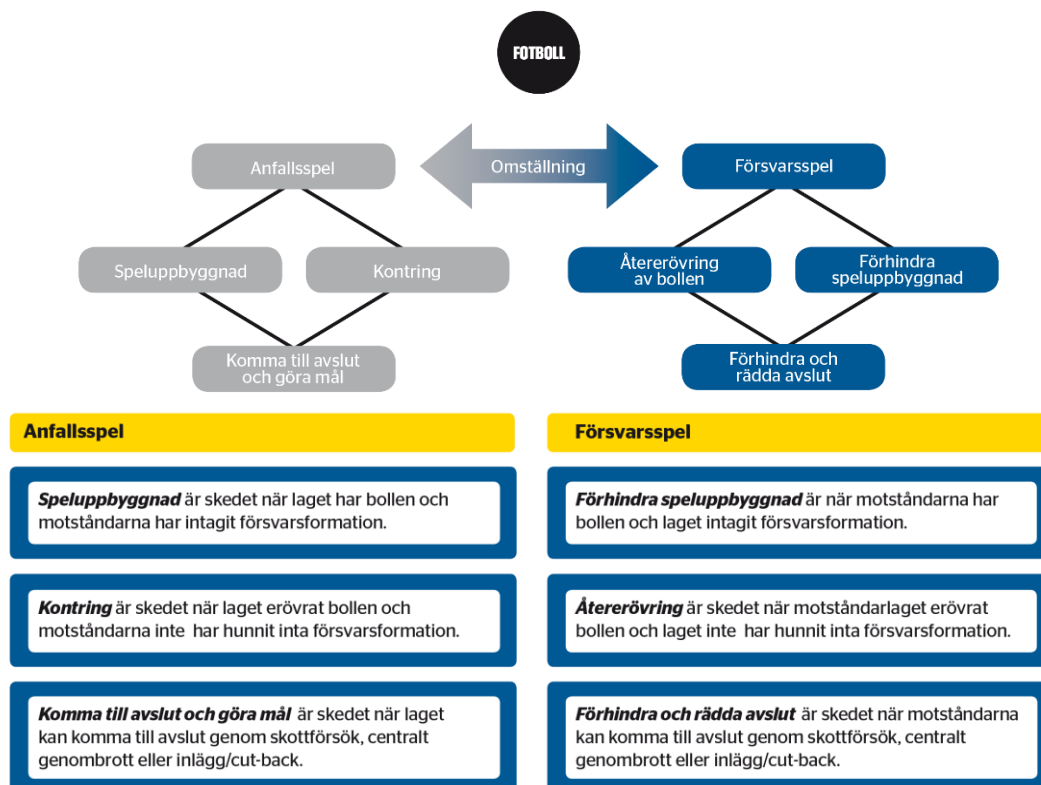 FOTBOLL
Anfallsspel
Omställning
Försvarsspel
Speluppbyggnad
Kontring
Återerövring
av bollen
Förhindra
speluppbyggnad
Komma till avslut
och göra mål
Förhindra och
rädda avslut
Anfallsspel
Speluppbyggnad är skedet när laget har bollen och
motståndarna har intagit försvarsformation.
Kontring är skedet när laget erövrat bollen och
motståndarna inte har hunnit inta försvarsformation.
Komma till avslut och göra mål är skedet när laget
kan komma till avslut genom skottförsök, centralt
genombrott eller inlägg/cut-back.
Försvarsspel
Förhindra speluppbyggnad är när motståndarna har
bollen och laget intagit försvarsformation.
Återerövring är skedet när motståndarlaget erövrat
bollen och laget inte har hunnit inta försvarsformation.
Förhindra och rädda avslut är skedet när motståndarna
kan komma till avslut genom skottförsök, centralt
genombrott eller inlägg/cut-back.